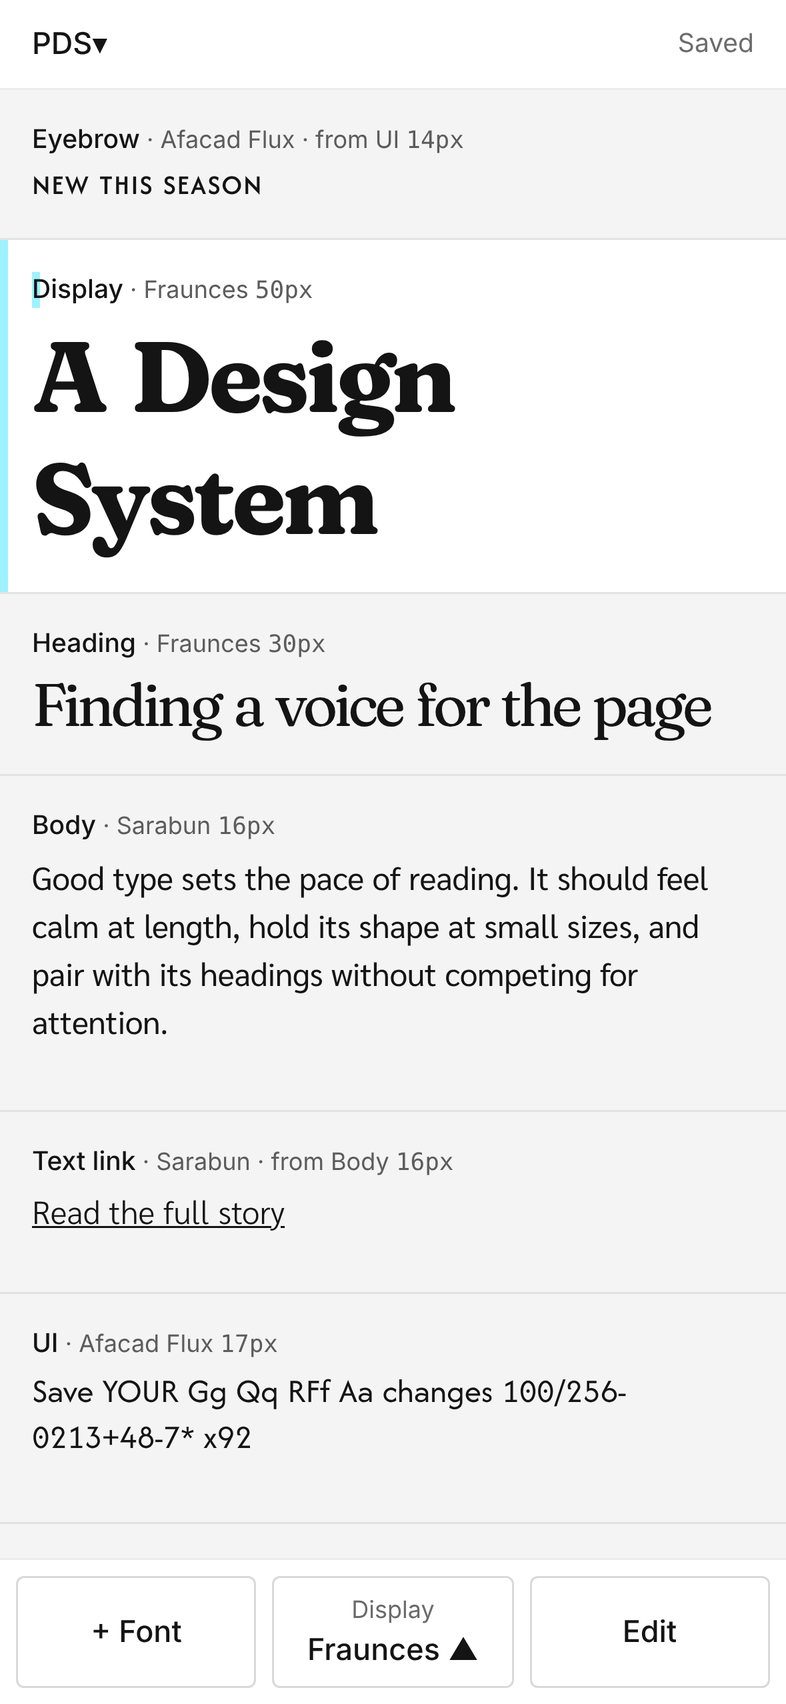 PDS▾
Saved
Eyebrow · Afacad Flux · from UI 14px
NEW THIS SEASON
Display · Fraunces 50px
A Design
System
Heading · Fraunces 30px
Finding a voice for the page
Body · Sarabun 16px
Good type sets the pace of reading. It should feel
calm at length, hold its shape at small sizes, and
pair with its headings without competing for
attention.
Text link · Sarabun · from Body 16px
Read the full story
UI · Afacad Flux 17px
Save YOUR Gg Qq RFf Aa changes 100/256-
0213+48-7* x92
+ Font
Display
Fraunces ▲
Edit